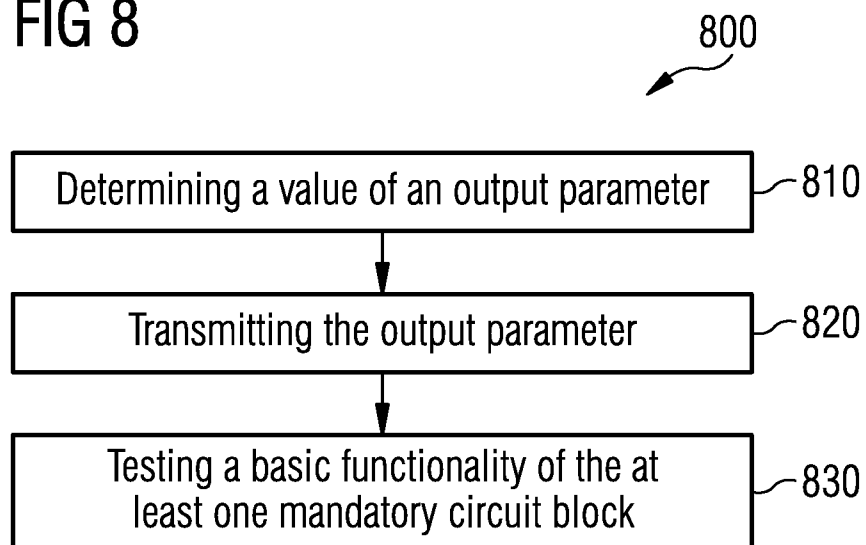 FIG 8
800
Determining a value of an output parameter
810
Transmitting the output parameter
820
Testing a basic functionality of the at
least one mandatory circuit block
830